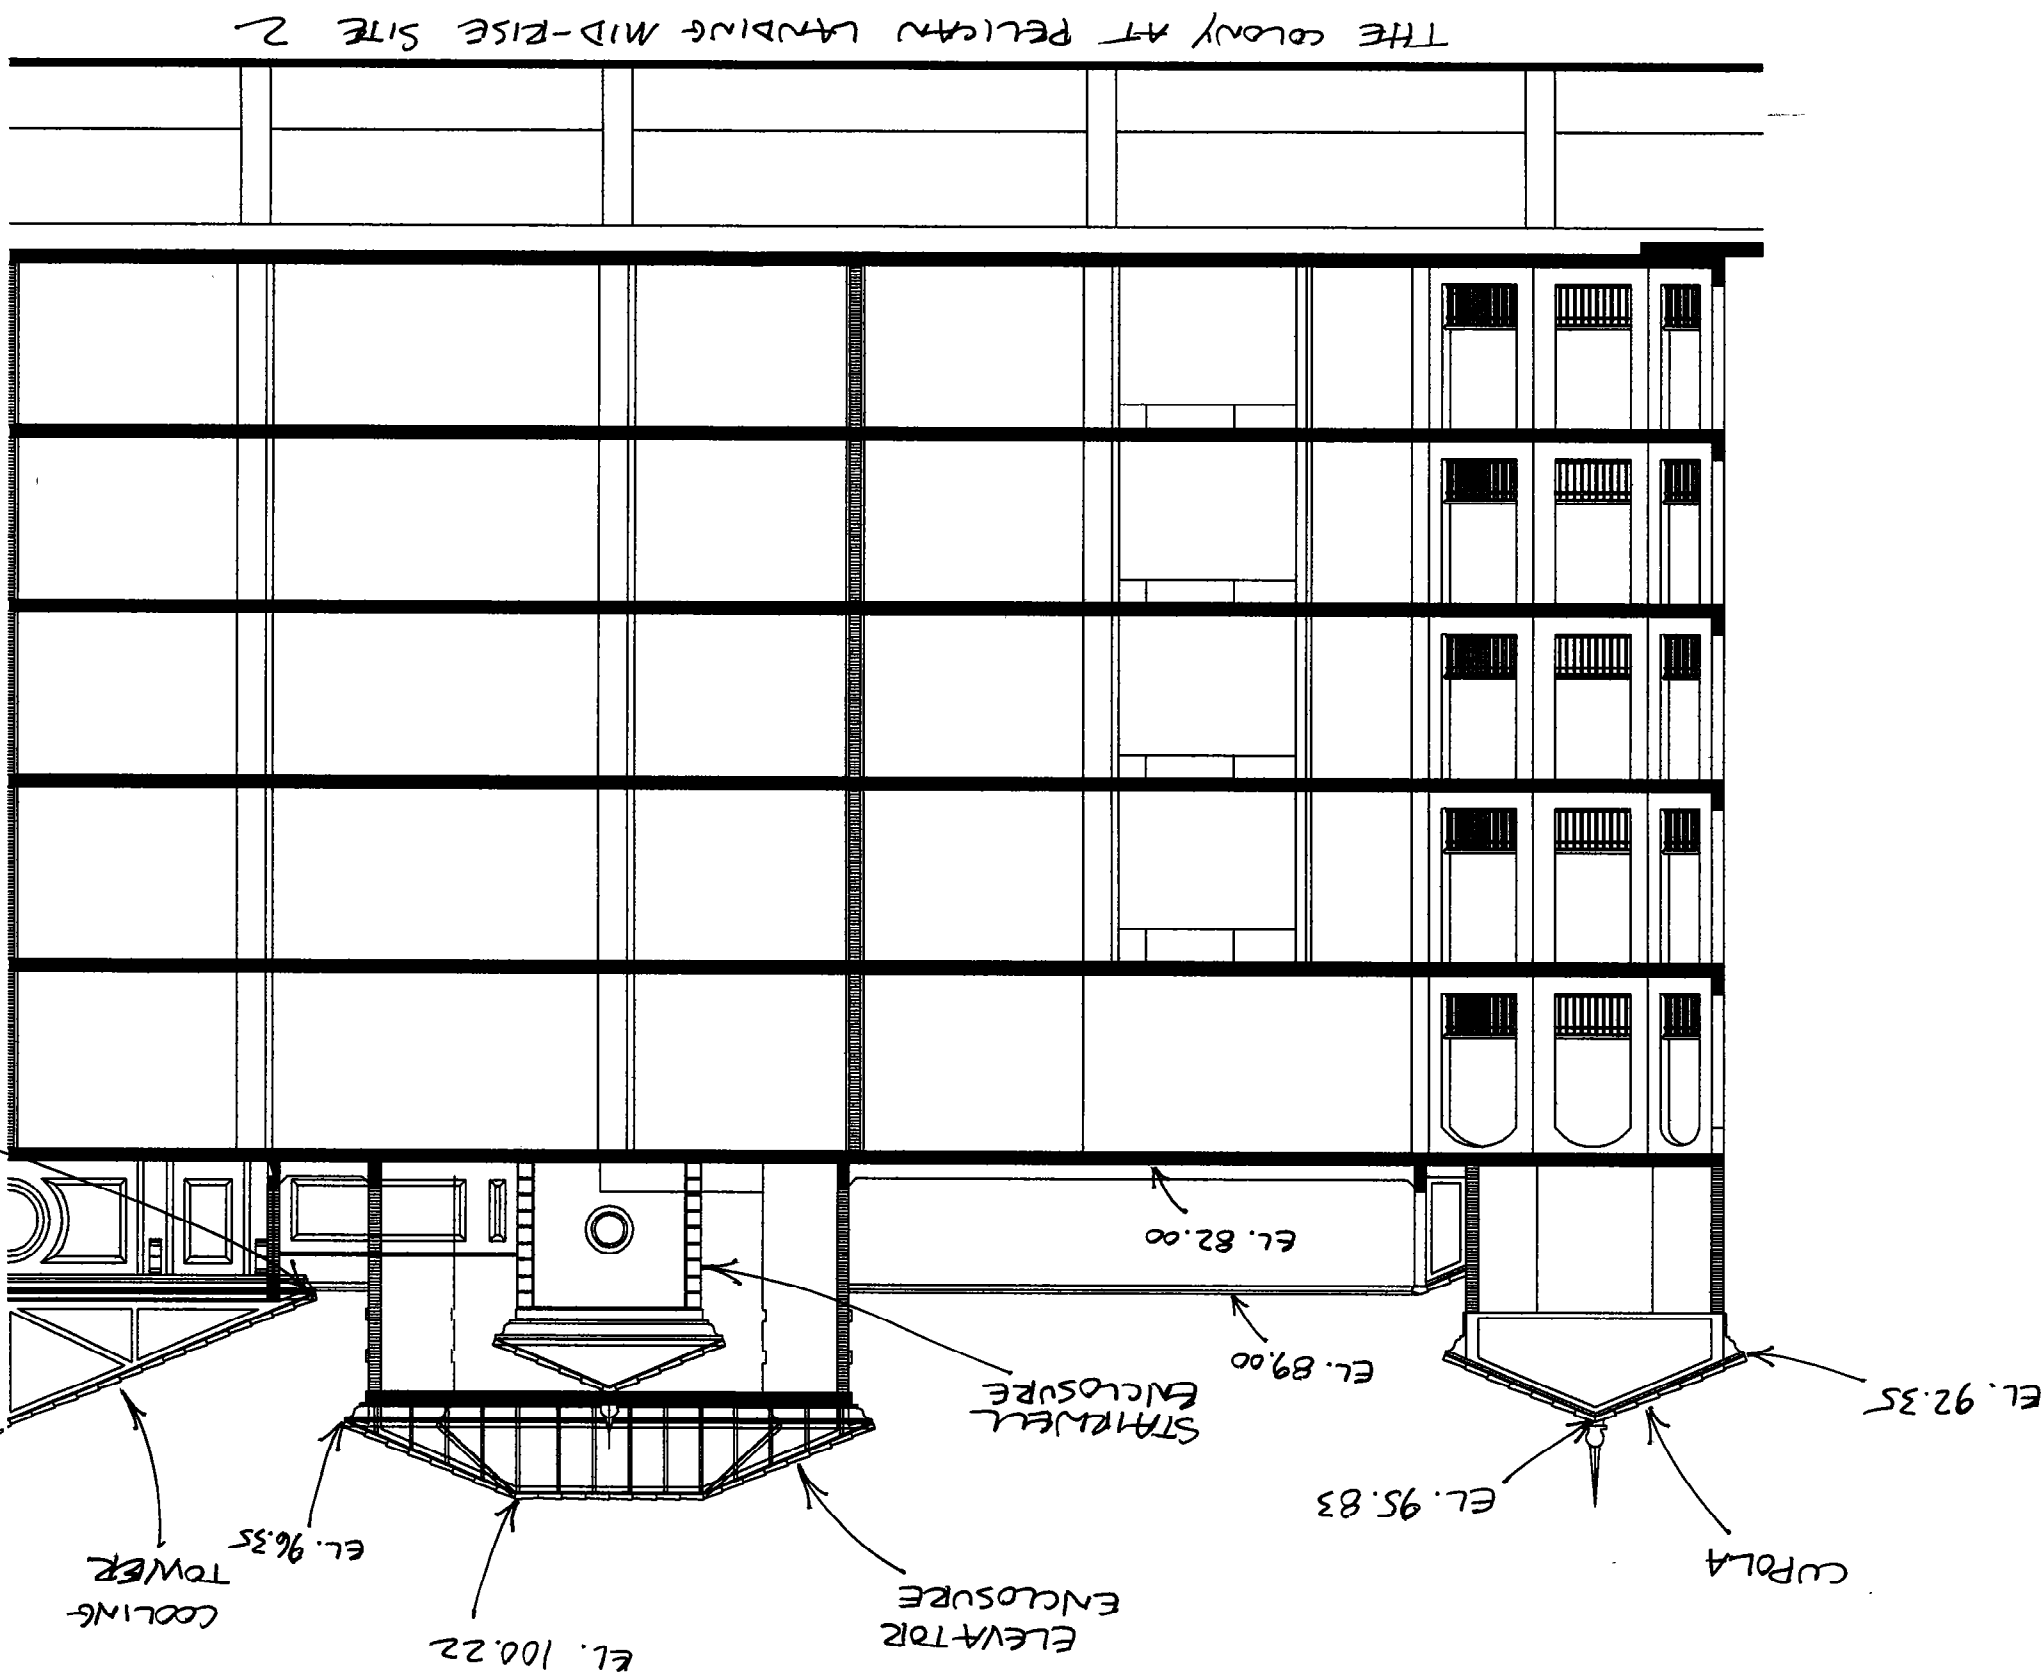 EL. 100.22
ELEVATOR
ENCLOSURE
COOLING
TOWER
EL. 96.35
CUPOLA
EL. 95.83
EL. 92.35
STAIRWELL
ENCLOSURE
EL. 89.00
EL. 82.00
THE COLONY AT PELICAN LANDING MID-RISE SITE 2